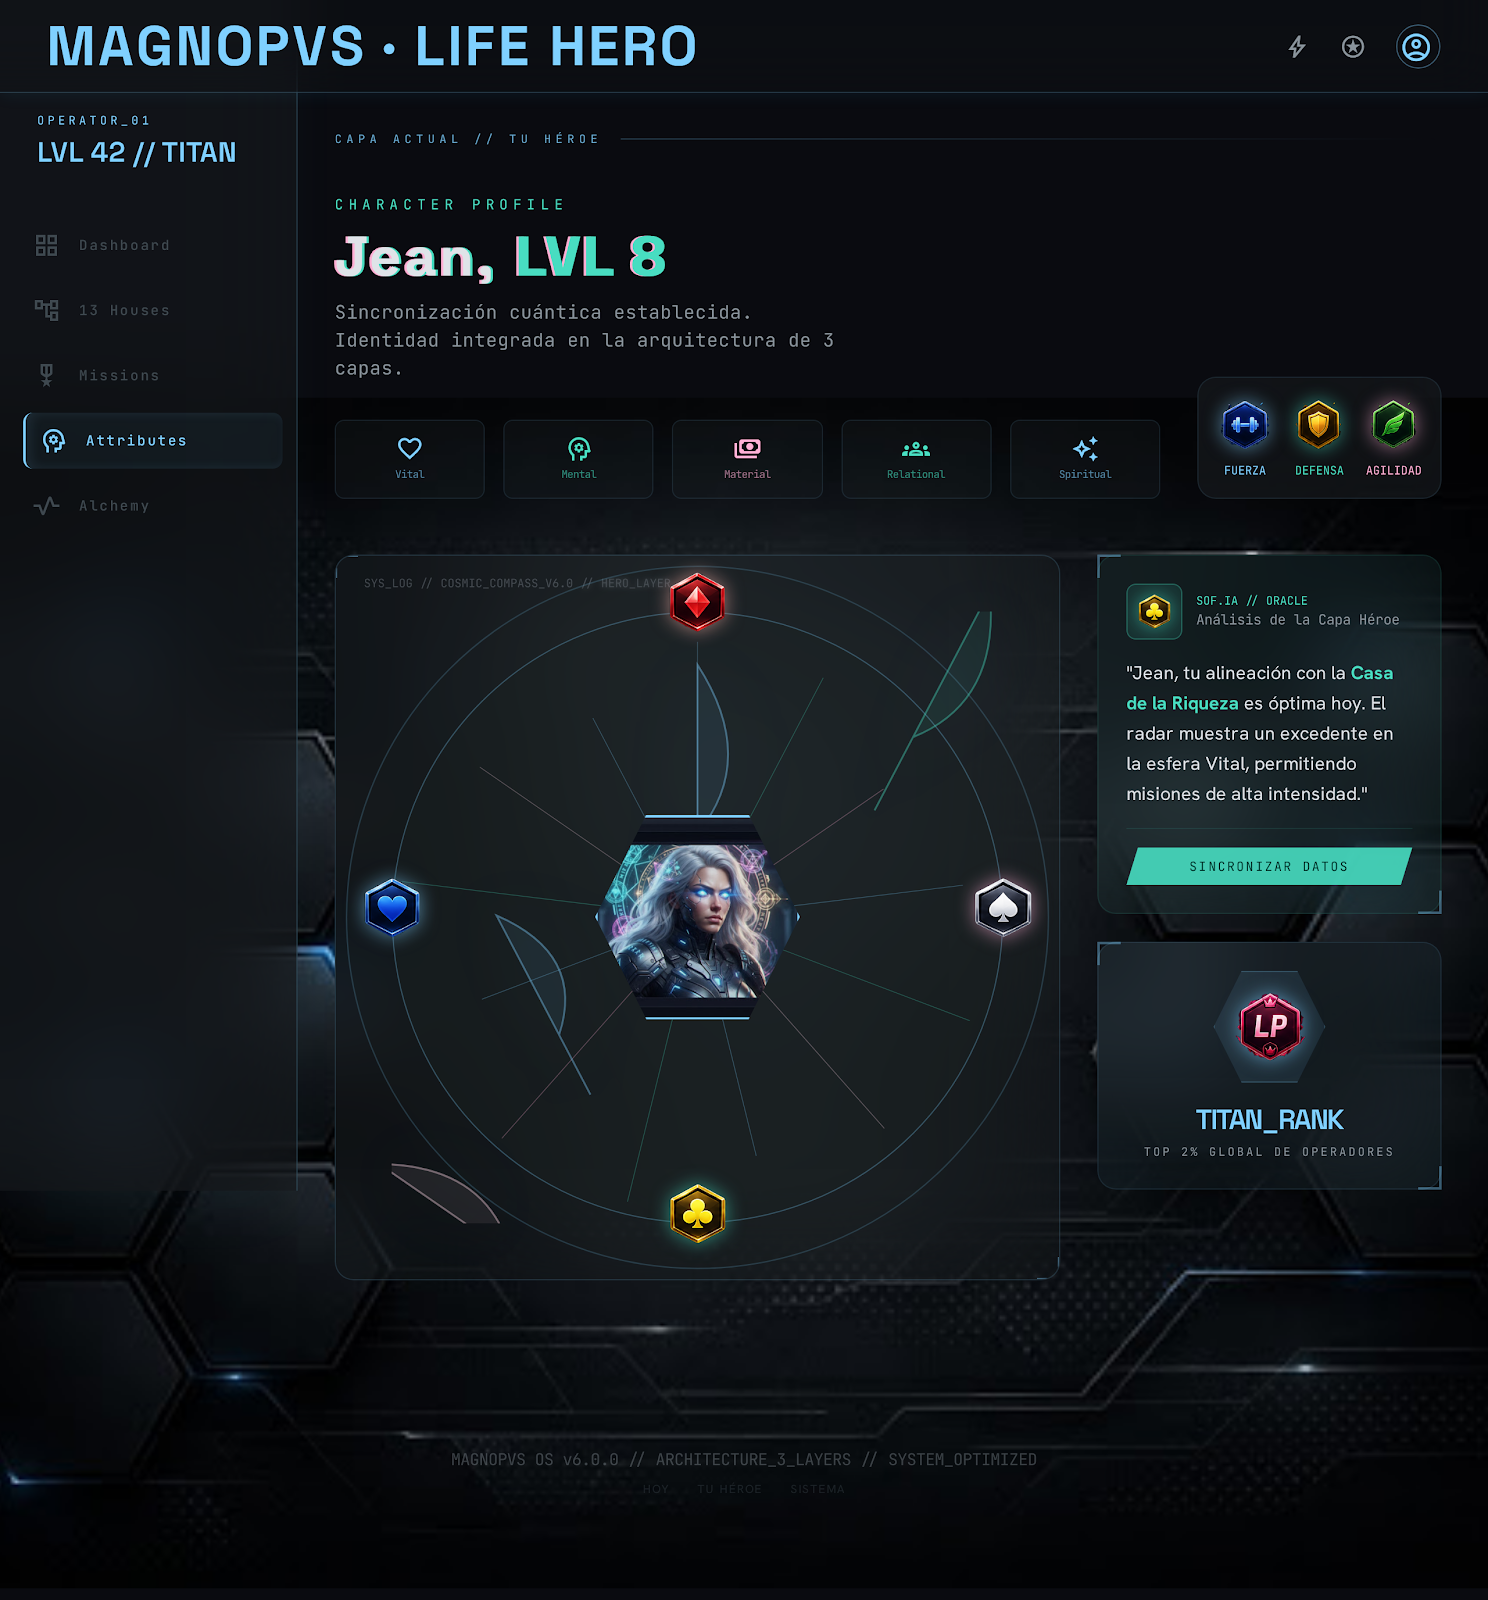 MAGNOPVS · LIFE HERO
OPERATOR_01
LVL 42 // TITAN
Dashboard
13 Houses
Missions
Attributes
Alchemy
CAPA ACTUAL // TU HÉROE
CHARACTER PROFILE
Jean, LVL 8
Sincronización cuántica establecida.
Identidad integrada en la arquitectura de 3
capas.
Vital
Mental
Material
Relational
Spiritual
FUERZA
DEFENSA
AGILIDAD
SYS_LOG // COSMIC_COMPASS_V6.0 // HERO_LAYER
SOF.IA // ORACLE
Análisis de la Capa Héroe
"Jean, tu alineación con la Casa
de la Riqueza es óptima hoy. El
radar muestra un excedente en
la esfera Vital, permitiendo
misiones de alta intensidad."
SINCRONIZAR DATOS
LP
TITAN_RANK
TOP 2% GLOBAL DE OPERADORES
MAGNOPVS OS v6.0.0 // ARCHITECTURE_3_LAYERS // SYSTEM_OPTIMIZED
HOY TU HÉROE SISTEMA